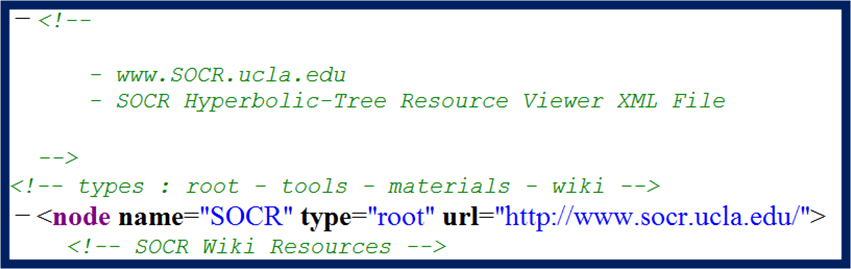 − <!--
- www.SOCR.ucla.edu
- SOCR Hyperbolic-Tree Resource Viewer XML File
-->
<!-- types : root - tools - materials - wiki -->
− <node name="SOCR" type="root" url="http://www.socr.ucla.edu/">
<!-- SOCR Wiki Resources -->